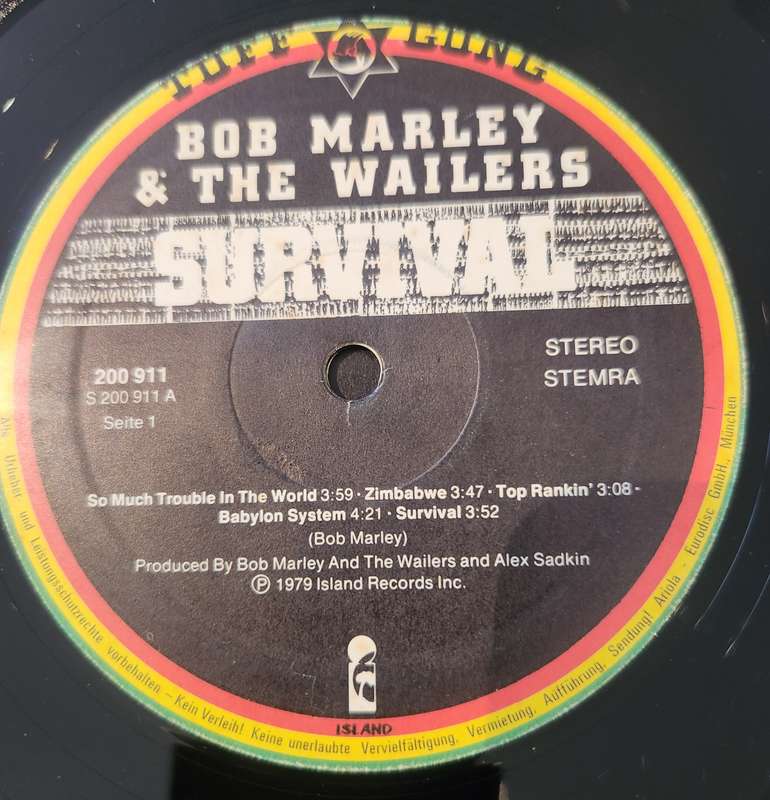 TUFF GONG
BOB MARLEY
& THE WAILERS
SURVIVAL
200 911
S 200 911 A
Seite 1
STEREO
STEMRA
So Much Trouble In The World 3:59 · Zimbabwe 3:47 · Top Rankin' 3:08 -
Babylon System 4:21 · Survival 3:52
(Bob Marley)
Produced By Bob Marley And The Wailers and Alex Sadkin
Ⓟ 1979 Island Records Inc.
ISLAND
Alle Urheber und Leistungsschutzrechte vorbehalten – Kein Verleih! Keine unerlaubte Vervielfältigung, Vermietung, Aufführung, Sendung! Ariola - Eurodisc GmbH., München